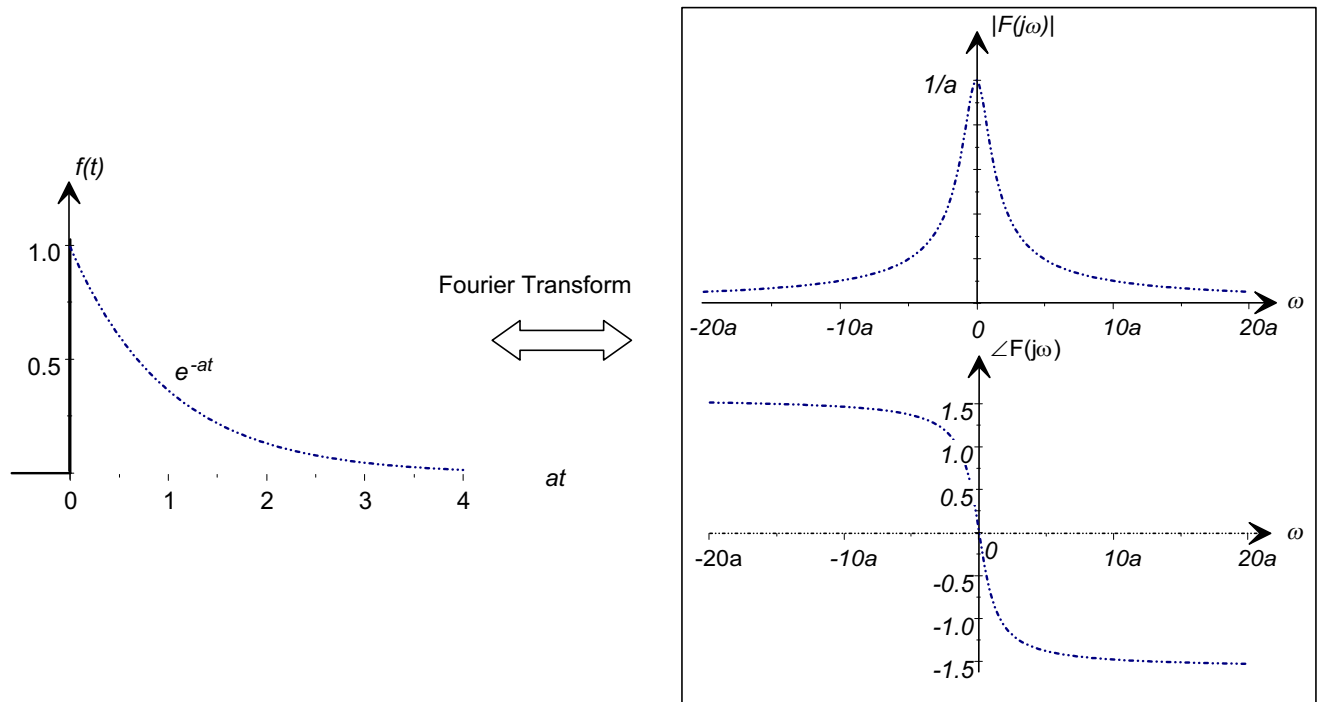 f(t)
1.0
0.5
e^-at
0 1 2 3 4
at
Fourier Transform
|F(jω)|
1/a
-20a -10a 0 10a 20a
ω
∠F(jω)
1.5
1.0
0.5
0
ω
-20a -10a 10a 20a
-0.5
-1.0
-1.5